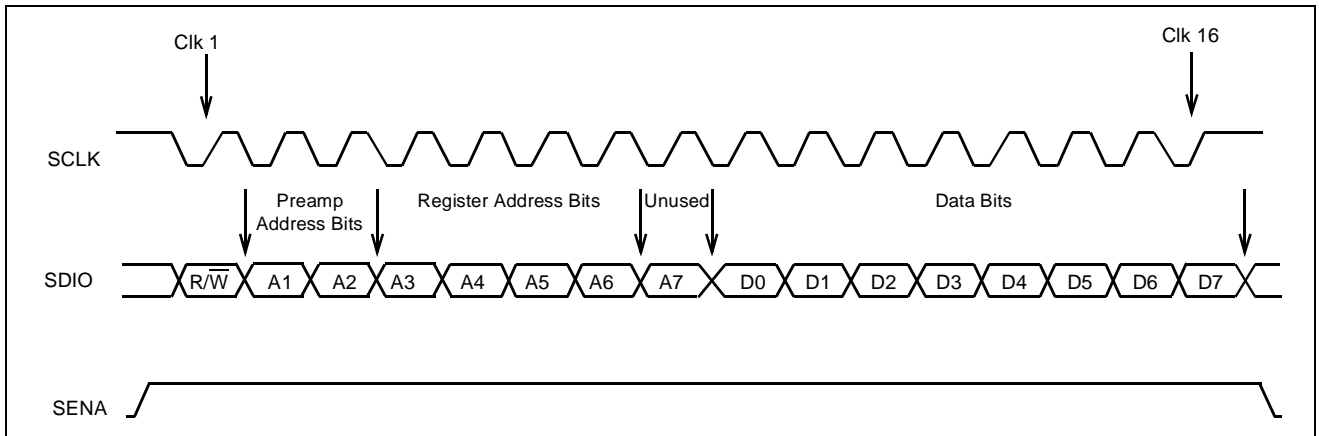 Clk 1
Clk 16
SCLK
Preamp
Address Bits
Register Address Bits
Unused
Data Bits
SDIO
R/W̅ A1 A2 A3 A4 A5 A6 A7 D0 D1 D2 D3 D4 D5 D6 D7
SENA